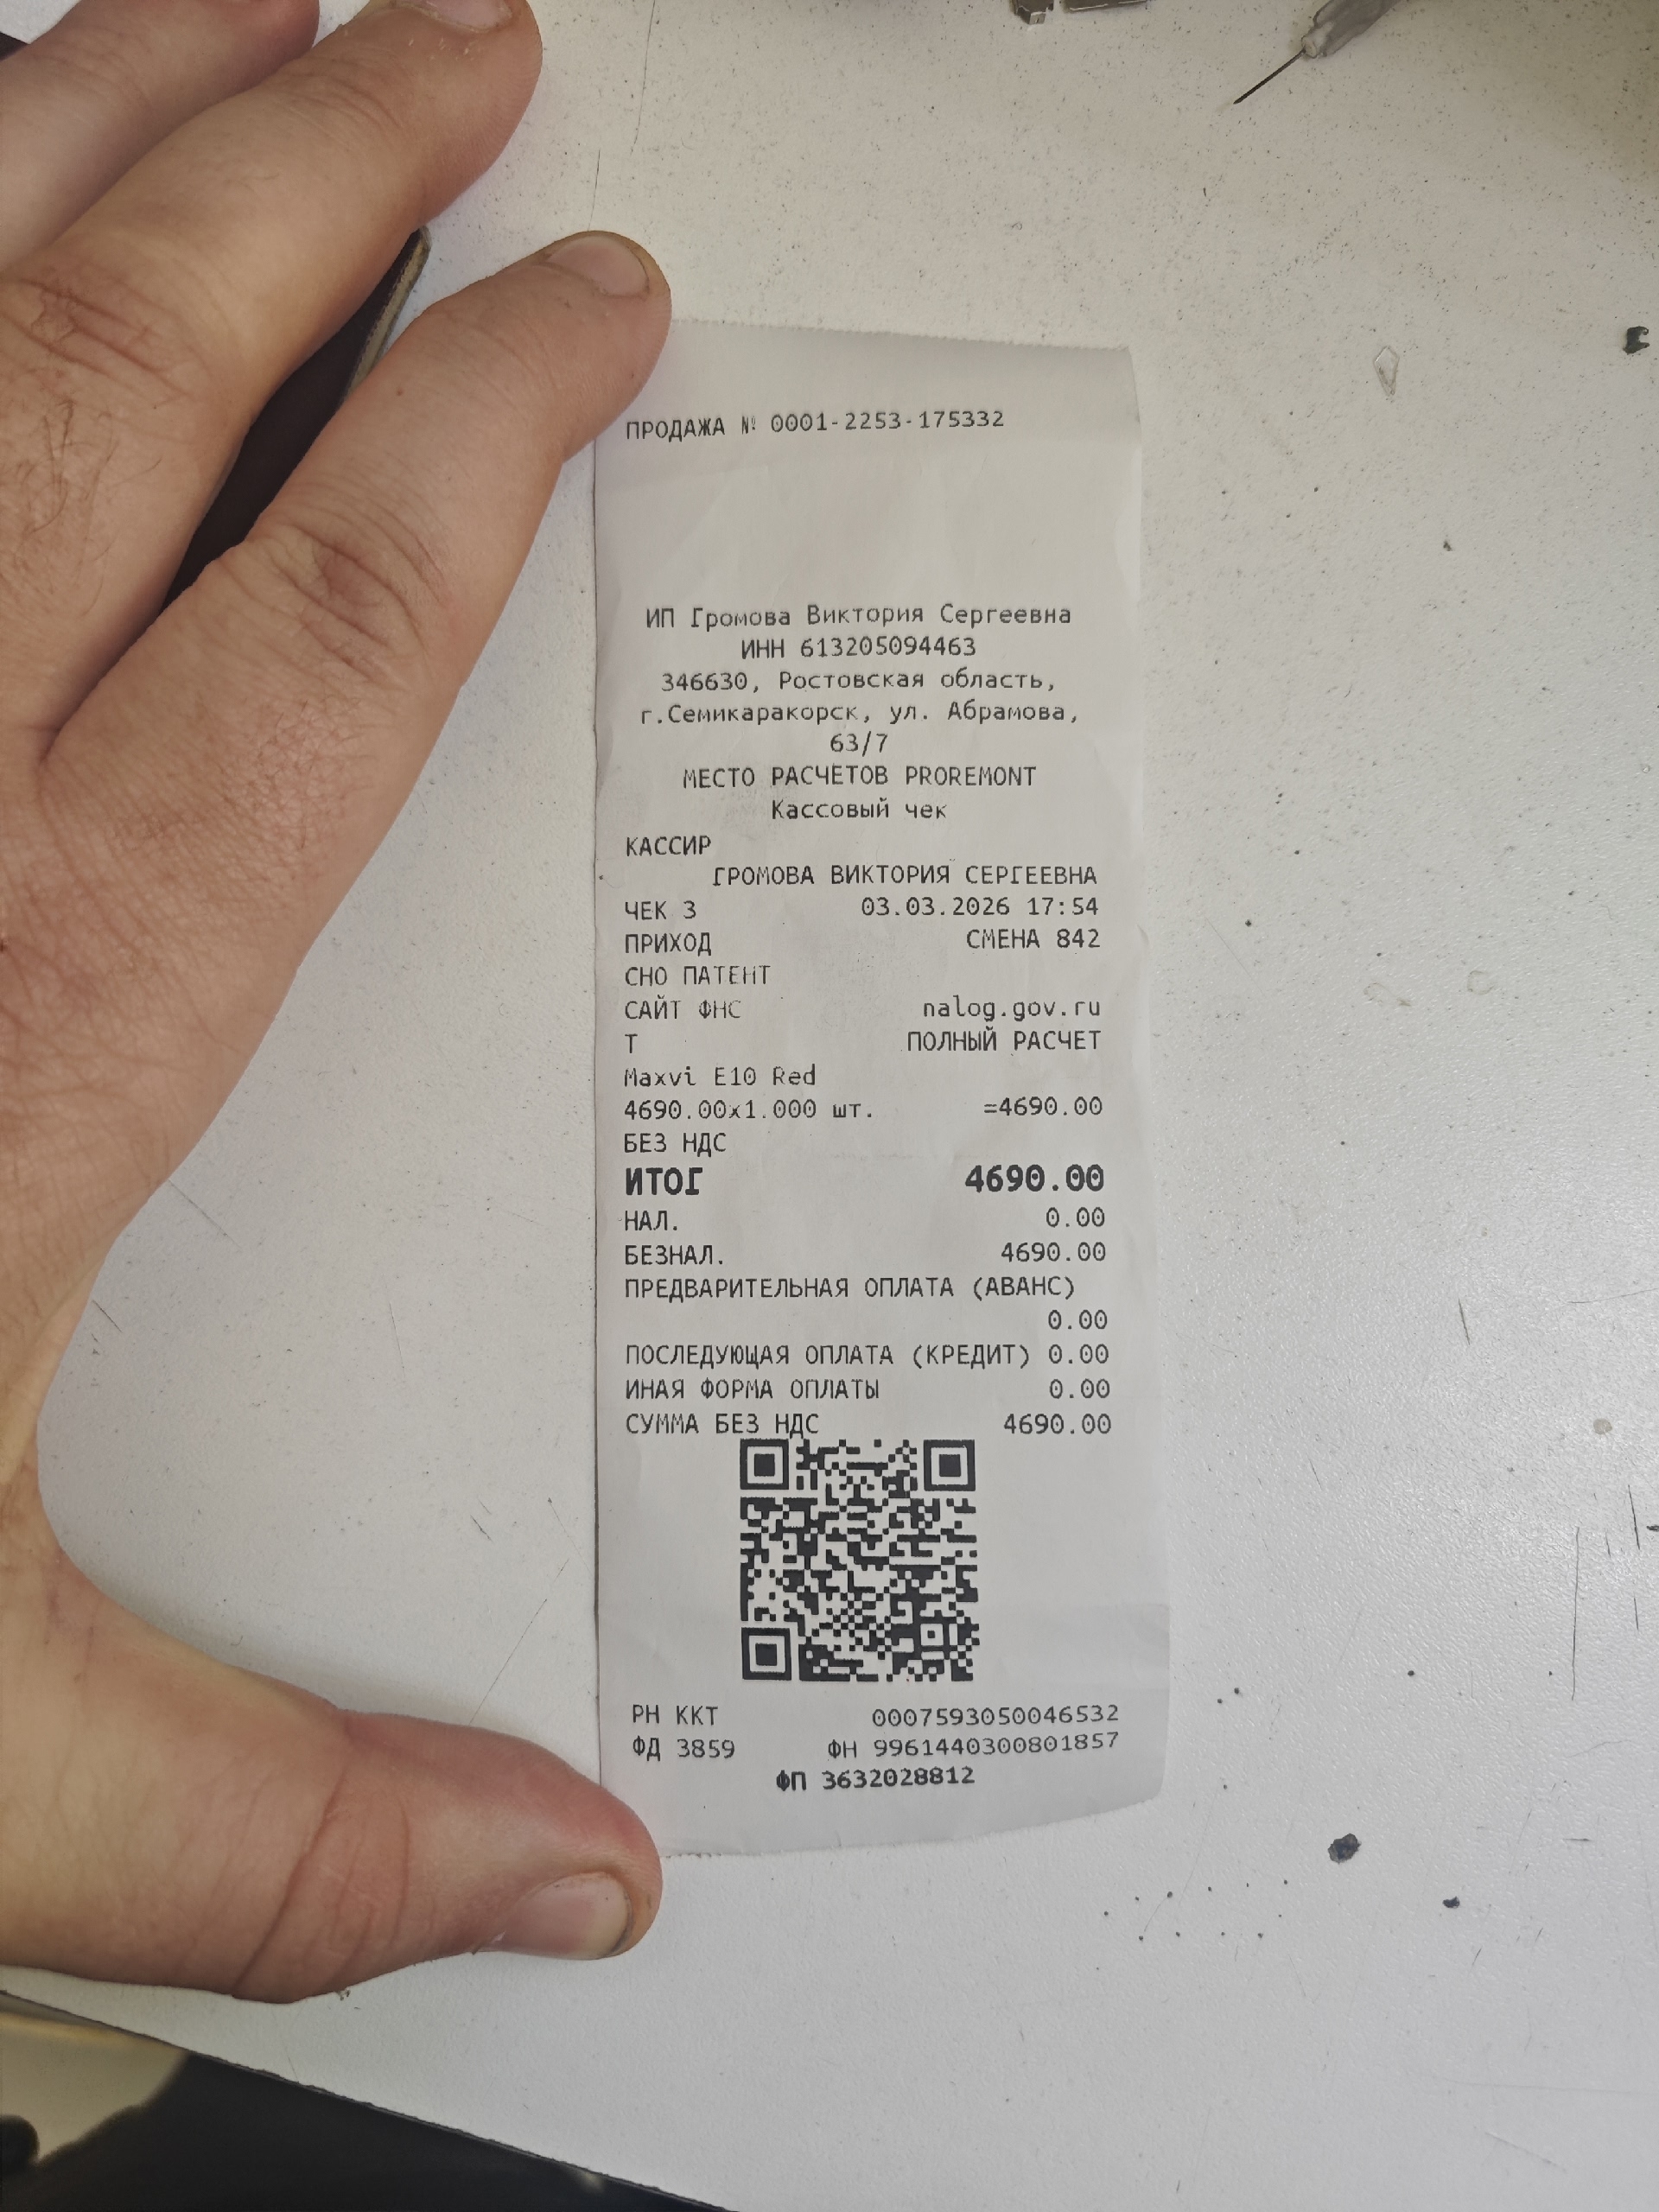 ПРОДАЖА № 0001-2253-175332
ИП Громова Виктория Сергеевна
ИНН 613205094463
346630, Ростовская область,
г.Семикаракорск, ул. Абрамова,
63/7
МЕСТО РАСЧЕТОВ PROREMONT
Кассовый чек
КАССИР
ГРОМОВА ВИКТОРИЯ СЕРГЕЕВНА
ЧЕК 3 03.03.2026 17:54
ПРИХОД СМЕНА 842
СНО ПАТЕНТ
САЙТ ФНС nalog.gov.ru
Т ПОЛНЫЙ РАСЧЕТ
Maxvi E10 Red
4690.00x1.000 шт. =4690.00
БЕЗ НДС
ИТОГ 4690.00
НАЛ. 0.00
БЕЗНАЛ. 4690.00
ПРЕДВАРИТЕЛЬНАЯ ОПЛАТА (АВАНС)
0.00
ПОСЛЕДУЮЩАЯ ОПЛАТА (КРЕДИТ) 0.00
ИНАЯ ФОРМА ОПЛАТЫ 0.00
СУММА БЕЗ НДС 4690.00
РН ККТ 0007593050046532
ФД 3859 ФН 9961440300801857
ФП 3632028812